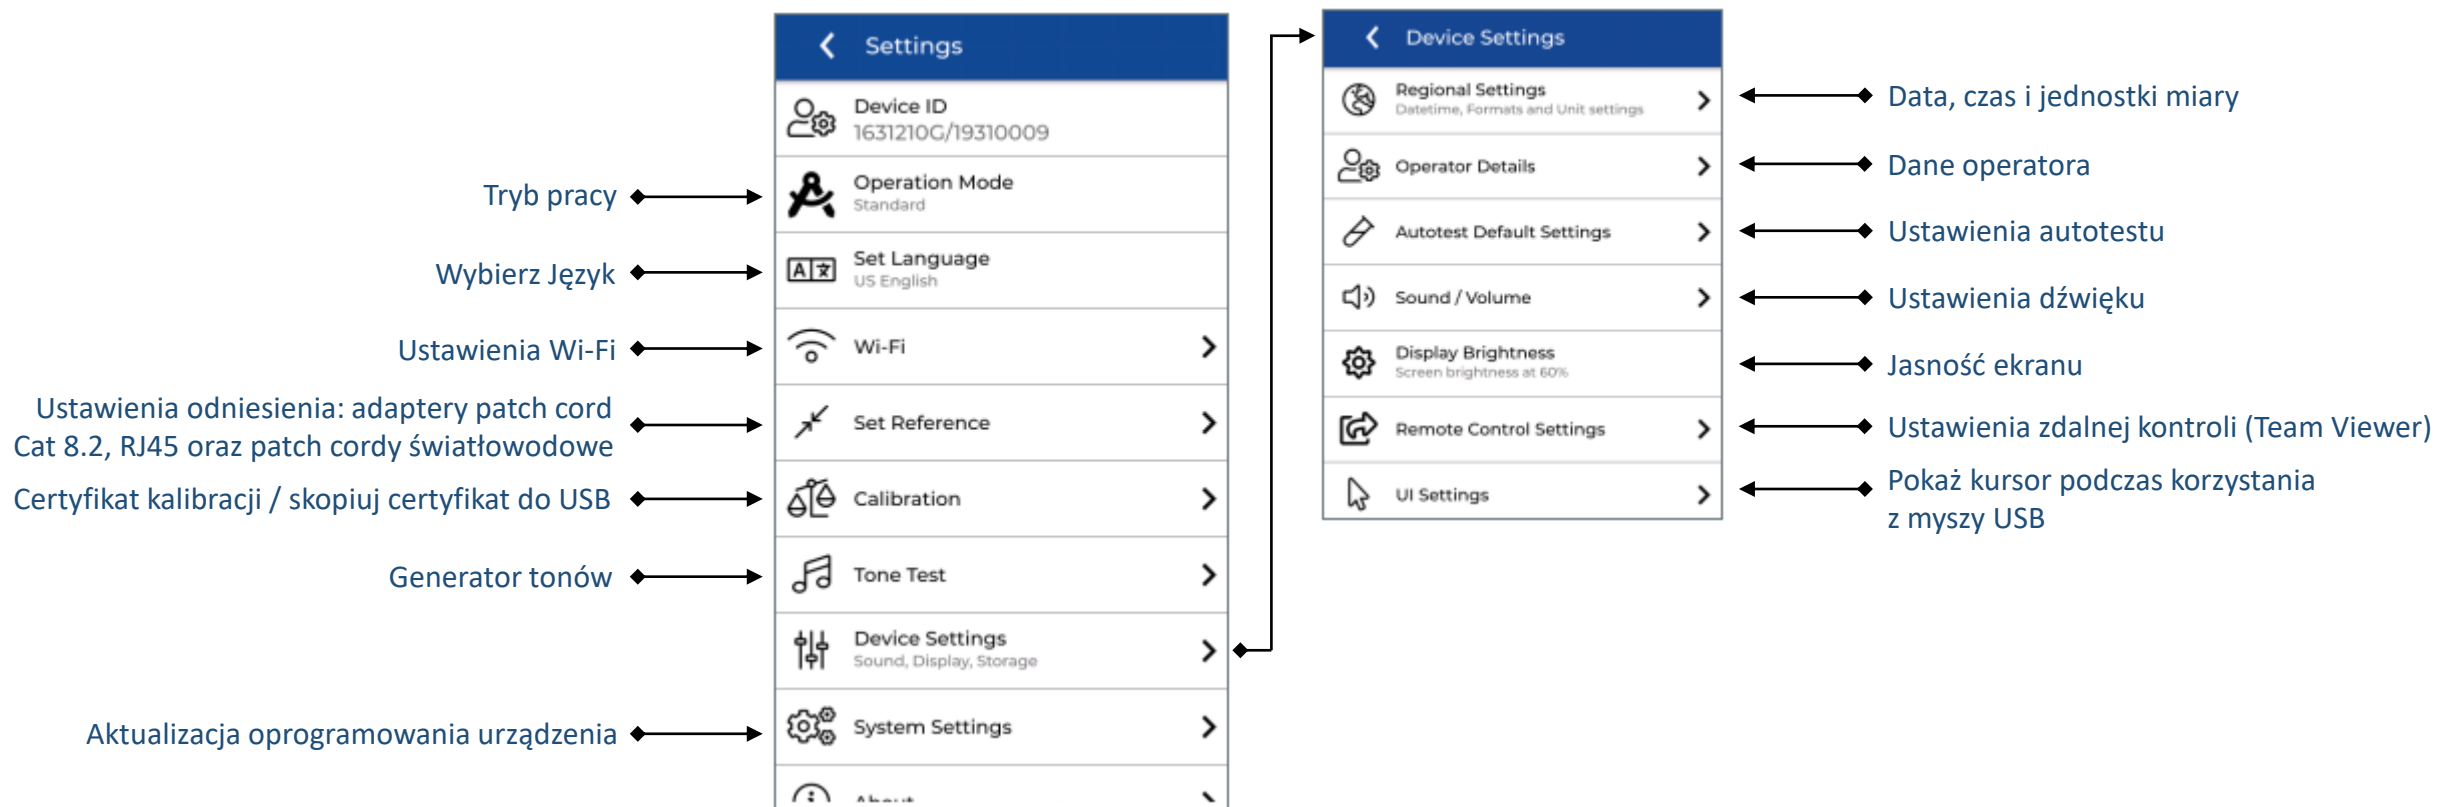 Settings
Device ID
1631210G/19310009
Operation Mode
Standard
Set Language
US English
Wi-Fi
Set Reference
Calibration
Tone Test
Device Settings
Sound, Display, Storage
System Settings
About
Tryb pracy
Wybierz Język
Ustawienia Wi-Fi
Ustawienia odniesienia: adaptery patch cord
Cat 8.2, RJ45 oraz patch cordy światłowodowe
Certyfikat kalibracji / skopiuj certyfikat do USB
Generator tonów
Aktualizacja oprogramowania urządzenia
Device Settings
Regional Settings
Datetime, Formats and Unit settings
Operator Details
Autotest Default Settings
Sound / Volume
Display Brightness
Screen brightness at 60%
Remote Control Settings
UI Settings
Data, czas i jednostki miary
Dane operatora
Ustawienia autotestu
Ustawienia dźwięku
Jasność ekranu
Ustawienia zdalnej kontroli (Team Viewer)
Pokaż kursor podczas korzystania
z myszy USB